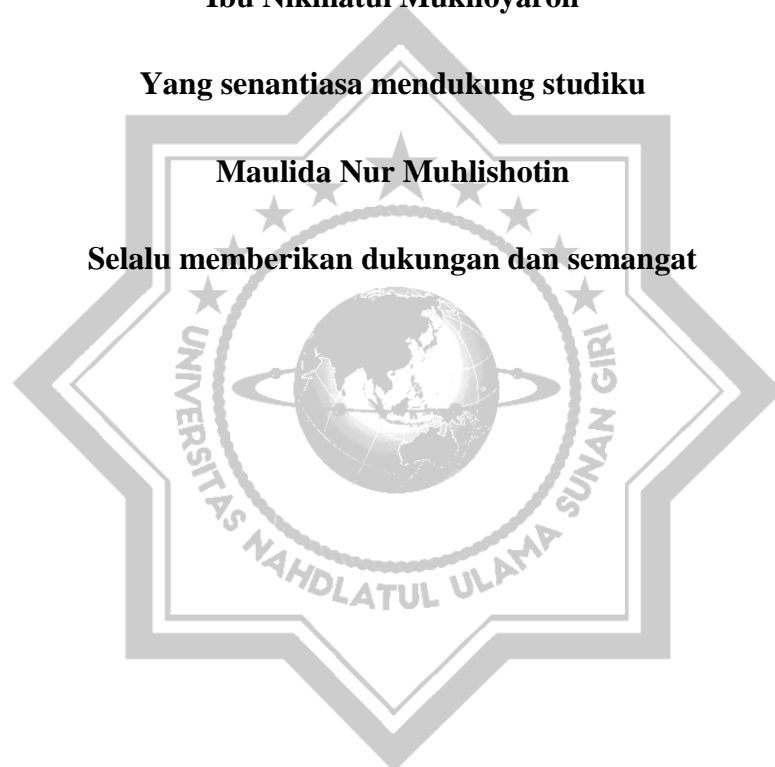 Yang senantiasa mendukung studiku
Maulida Nur Muhlishotin
Selalu memberikan dukungan dan semangat
UNIVERSITAS NAHDLATUL ULAMA SUNAN GIRI